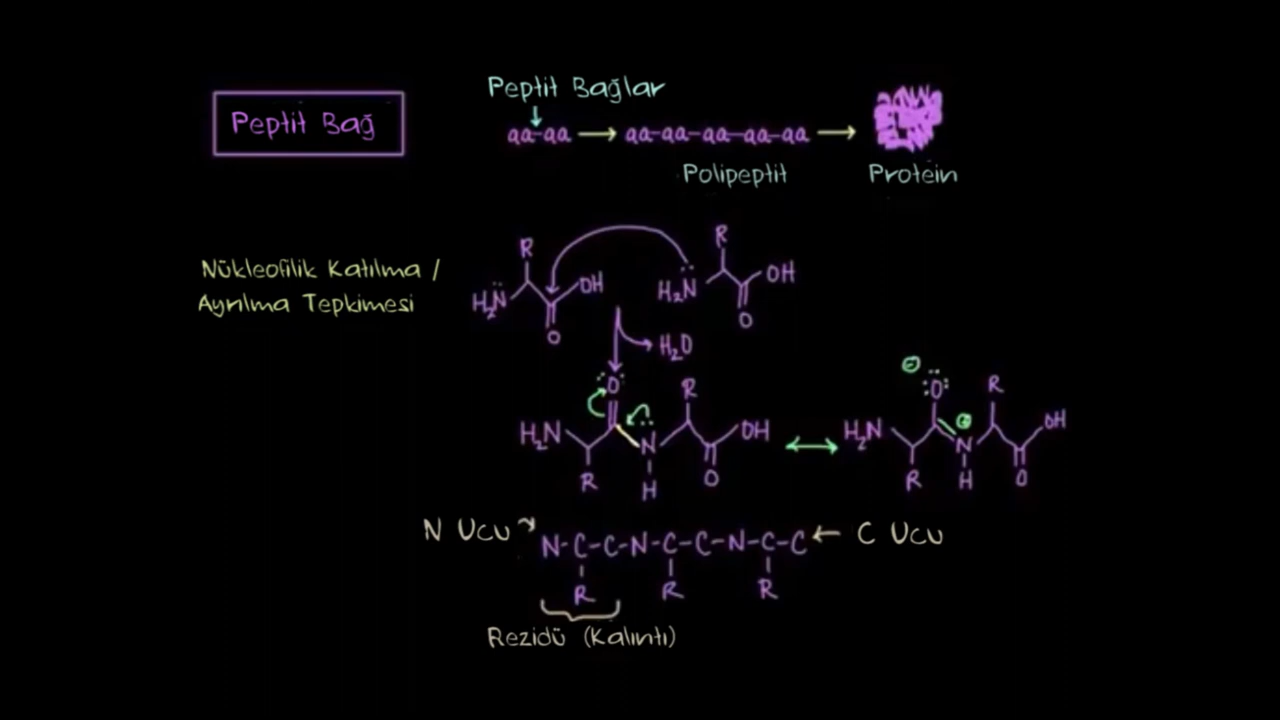 Peptit Bağ
Peptit Bağlar
aa-aa → aa-aa-aa-aa-aa →
Polipeptit
Protein
Nükleofilik Katılma /
Ayrılma Tepkimesi
R
H₂N
OH
O
R
H₂N
OH
O
H₂O
O
R
H₂N
N
OH
R
H
O
O
R
H₂N
N
OH
R
H
O
N Ucu
N-C-C-N-C-C-N-C-C
C Ucu
R R R
Rezidü (Kalıntı)